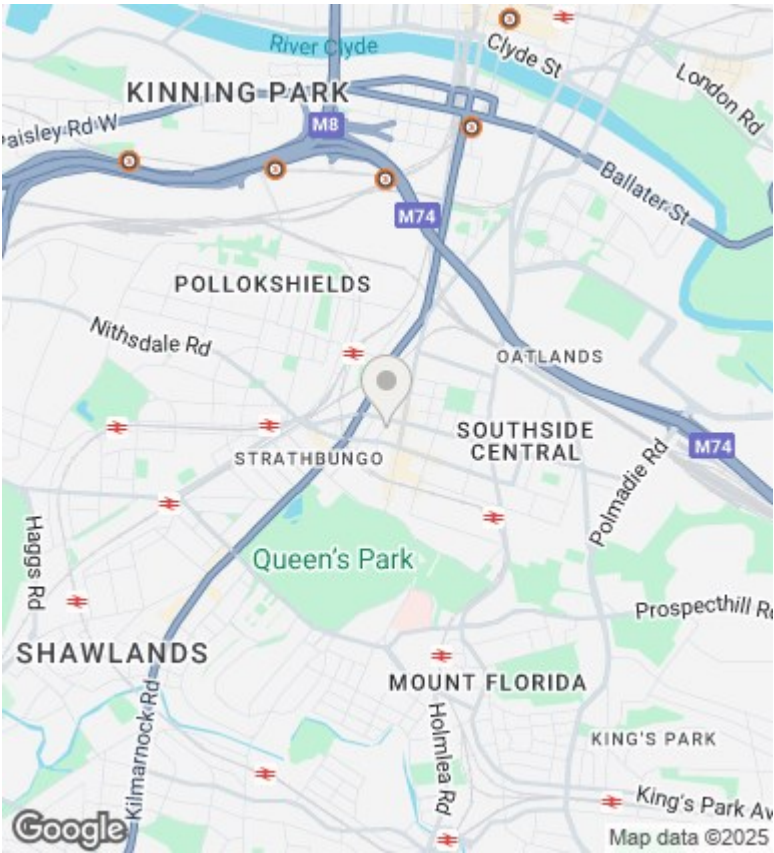 River Clyde
Clyde St
KINNING PARK
London Rd
M8
Paisley Rd W
Ballater St
M74
POLLOKSHIELDS
Nithsdale Rd
OATLANDS
SOUTHSIDE
CENTRAL
M74
STRATHBUNGO
Polmadie Rd
Haggs Rd
Queen's Park
Prospecthill Rd
SHAWLANDS
MOUNT FLORIDA
Kilmarnock Rd
Holmlea Rd
KING'S PARK
King's Park Av
Google
Map data ©2025